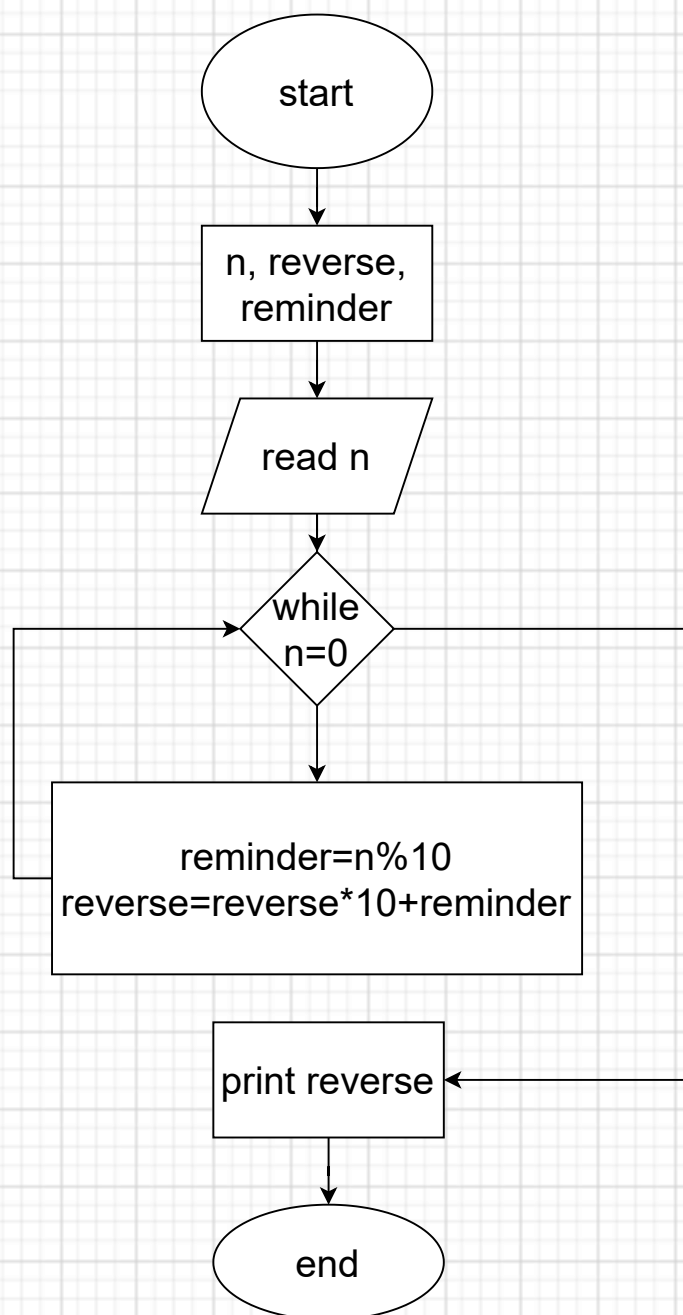 start
n, reverse,
reminder
read n
while
n=0
reminder=n%10
reverse=reverse*10+reminder
print reverse
end